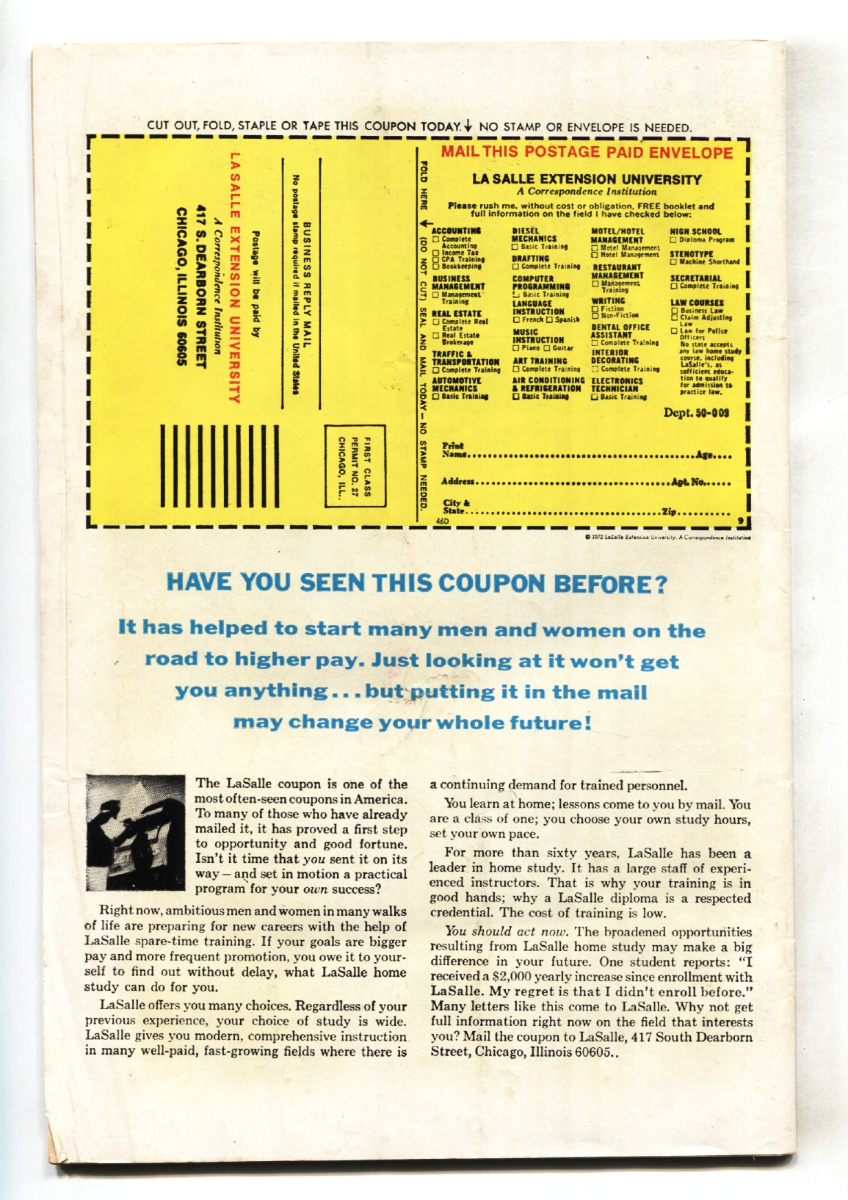 CUT OUT, FOLD, STAPLE OR TAPE THIS COUPON TODAY. ↓ NO STAMP OR ENVELOPE IS NEEDED.
LA SALLE EXTENSION UNIVERSITY
A Correspondence Institution
417 S. DEARBORN STREET
CHICAGO, ILLINOIS 60605
Postage will be paid by
BUSINESS REPLY MAIL
No postage stamp required if mailed in the United States
FIRST CLASS
PERMIT NO. 27
CHICAGO, ILL..
FOLD HERE ↓ (DO NOT CUT) SEAL AND MAIL TODAY – NO STAMP NEEDED.
MAIL THIS POSTAGE PAID ENVELOPE
LA SALLE EXTENSION UNIVERSITY
A Correspondence Institution
Please rush me, without cost or obligation, FREE booklet and
full information on the field I have checked below:
ACCOUNTING
☐ Complete
Accounting
☐ Income Tax
☐ CPA Training
☐ Bookkeeping
BUSINESS
MANAGEMENT
☐ Management
Training
REAL ESTATE
☐ Complete Real
Estate
☐ Real Estate
Brokerage
TRAFFIC &
TRANSPORTATION
☐ Complete Training
AUTOMOTIVE
MECHANICS
☐ Basic Training
DIESEL
MECHANICS
☐ Basic Training
DRAFTING
☐ Complete Training
COMPUTER
PROGRAMMING
☐ Basic Training
LANGUAGE
INSTRUCTION
☐ French ☐ Spanish
MUSIC
INSTRUCTION
☐ Piano ☐ Guitar
ART TRAINING
☐ Complete Training
AIR CONDITIONING
& REFRIGERATION
☐ Basic Training
MOTEL/HOTEL
MANAGEMENT
☐ Motel Management
☐ Hotel Management
RESTAURANT
MANAGEMENT
☐ Management
Training
WRITING
☐ Fiction
☐ Non-Fiction
DENTAL OFFICE
ASSISTANT
☐ Complete Training
INTERIOR
DECORATING
☐ Complete Training
ELECTRONICS
TECHNICIAN
☐ Basic Training
HIGH SCHOOL
☐ Diploma Program
STENOTYPE
☐ Machine Shorthand
SECRETARIAL
☐ Complete Training
LAW COURSES
☐ Business Law
☐ Claim Adjusting
Law
☐ Law for Police
Officers
No state accepts
any law home study
course, including
LaSalle's, as
sufficient educa-
tion to qualify
for admission to
practice law.
Dept. 50-009
Print
Name..........Age....
Address..........Apt. No.....
City &
State..........Zip..........
46D 9
© 1972 LaSalle Extension University. A Correspondence Institution
HAVE YOU SEEN THIS COUPON BEFORE?
It has helped to start many men and women on the
road to higher pay. Just looking at it won't get
you anything...but putting it in the mail
may change your whole future!
The LaSalle coupon is one of the
most often-seen coupons in America.
To many of those who have already
mailed it, it has proved a first step
to opportunity and good fortune.
Isn't it time that you sent it on its
way – and set in motion a practical
program for your own success?
Right now, ambitious men and women in many walks
of life are preparing for new careers with the help of
LaSalle spare-time training. If your goals are bigger
pay and more frequent promotion, you owe it to your-
self to find out without delay, what LaSalle home
study can do for you.
LaSalle offers you many choices. Regardless of your
previous experience, your choice of study is wide.
LaSalle gives you modern, comprehensive instruction
in many well-paid, fast-growing fields where there is
a continuing demand for trained personnel.
You learn at home; lessons come to you by mail. You
are a class of one; you choose your own study hours,
set your own pace.
For more than sixty years, LaSalle has been a
leader in home study. It has a large staff of experi-
enced instructors. That is why your training is in
good hands; why a LaSalle diploma is a respected
credential. The cost of training is low.
You should act now. The broadened opportunities
resulting from LaSalle home study may make a big
difference in your future. One student reports: "I
received a $2,000 yearly increase since enrollment with
LaSalle. My regret is that I didn't enroll before."
Many letters like this come to LaSalle. Why not get
full information right now on the field that interests
you? Mail the coupon to LaSalle, 417 South Dearborn
Street, Chicago, Illinois 60605..